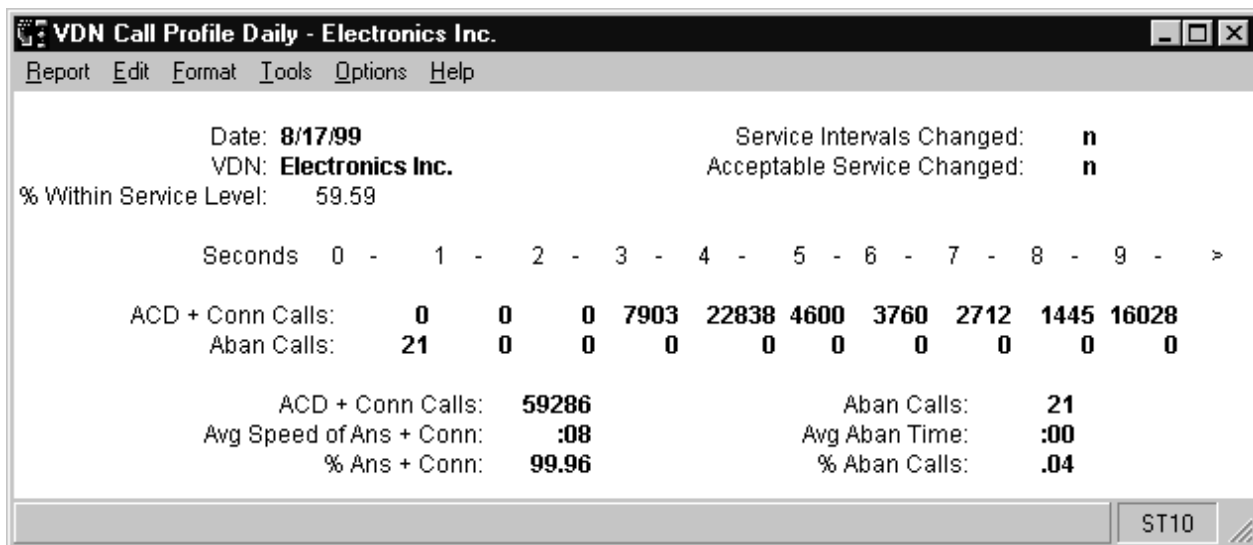 VDN Call Profile Daily - Electronics Inc.
Report Edit Format Tools Options Help
Date: 8/17/99 Service Intervals Changed: n
VDN: Electronics Inc. Acceptable Service Changed: n
% Within Service Level: 59.59
Seconds 0 - 1 - 2 - 3 - 4 - 5 - 6 - 7 - 8 - 9 - >
ACD + Conn Calls: 0 0 0 7903 22838 4600 3760 2712 1445 16028
Aban Calls: 21 0 0 0 0 0 0 0 0 0
ACD + Conn Calls: 59286 Aban Calls: 21
Avg Speed of Ans + Conn: :08 Avg Aban Time: :00
% Ans + Conn: 99.96 % Aban Calls: .04
ST10